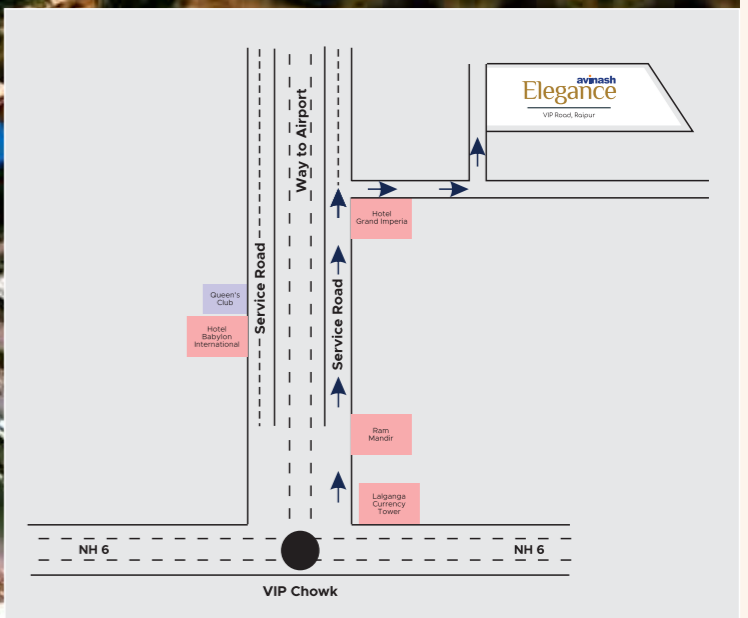 avinash
Elegance
VIP Road, Raipur
Way to Airport
Hotel
Grand Imperia
Queen's
Club
Hotel
Babylon
International
Service Road
Service Road
Ram
Mandir
Lalganga
Currency
Tower
NH 6
NH 6
VIP Chowk